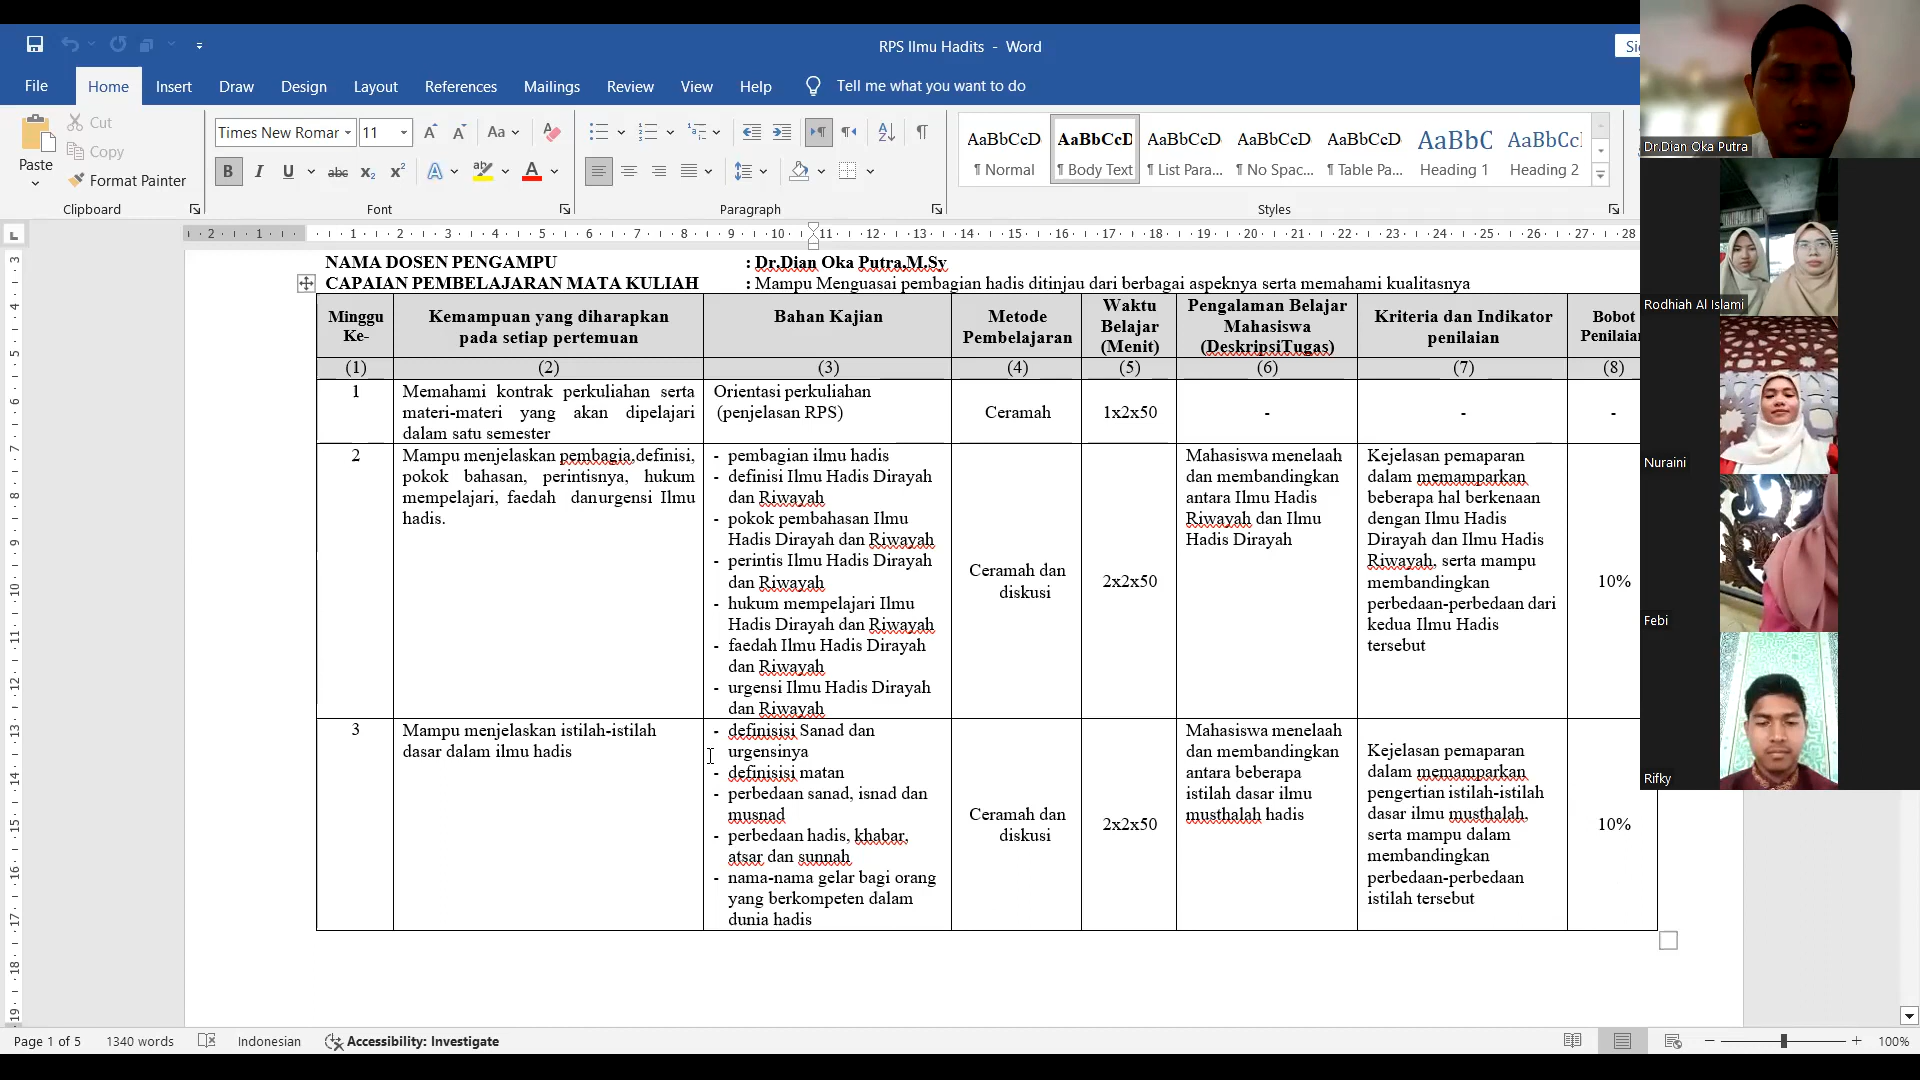 RPS Ilmu Hadits - Word
File
Home
Insert
Draw
Design
Layout
References
Mailings
Review
View
Help
Tell me what you want to do
Paste
Cut
Copy
Format Painter
Clipboard
Times New Romar
11
Font
Paragraph
AaBbCcD
¶ Normal
AaBbCcD
¶ Body Text
AaBbCcD
¶ List Para...
AaBbCcD
¶ No Spac...
AaBbCcD
¶ Table Pa...
AaBbC
Heading 1
AaBbCc
Heading 2
Styles
NAMA DOSEN PENGAMPU : Dr.Dian Oka Putra,M.Sy
CAPAIAN PEMBELAJARAN MATA KULIAH : Mampu Menguasai pembagian hadis ditinjau dari berbagai aspeknya serta memahami kualitasnya
Minggu
Ke-
Kemampuan yang diharapkan
pada setiap pertemuan
Bahan Kajian
Metode
Pembelajaran
Waktu
Belajar
(Menit)
Pengalaman Belajar
Mahasiswa
(DeskripsiTugas)
Kriteria dan Indikator
penilaian
Bobot
Penilaian
(1)
(2)
(3)
(4)
(5)
(6)
(7)
(8)
1
Memahami kontrak perkuliahan serta
materi-materi yang akan dipelajari
dalam satu semester
Orientasi perkuliahan
(penjelasan RPS)
Ceramah
1x2x50
-
-
-
2
Mampu menjelaskan pembagia,definisi,
pokok bahasan, perintisnya, hukum
mempelajari, faedah danurgensi Ilmu
hadis.
- pembagian ilmu hadis
- definisi Ilmu Hadis Dirayah
dan Riwayah
- pokok pembahasan Ilmu
Hadis Dirayah dan Riwayah
- perintis Ilmu Hadis Dirayah
dan Riwayah
- hukum mempelajari Ilmu
Hadis Dirayah dan Riwayah
- faedah Ilmu Hadis Dirayah
dan Riwayah
- urgensi Ilmu Hadis Dirayah
dan Riwayah
Ceramah dan
diskusi
2x2x50
Mahasiswa menelaah
dan membandingkan
antara Ilmu Hadis
Riwayah dan Ilmu
Hadis Dirayah
Kejelasan pemaparan
dalam memamparkan
beberapa hal berkenaan
dengan Ilmu Hadis
Dirayah dan Ilmu Hadis
Riwayah, serta mampu
membandingkan
perbedaan-perbedaan dari
kedua Ilmu Hadis
tersebut
10%
3
Mampu menjelaskan istilah-istilah
dasar dalam ilmu hadis
- definisisi Sanad dan
urgensinya
- definisisi matan
- perbedaan sanad, isnad dan
musnad
- perbedaan hadis, khabar,
atsar dan sunnah
- nama-nama gelar bagi orang
yang berkompeten dalam
dunia hadis
Ceramah dan
diskusi
2x2x50
Mahasiswa menelaah
dan membandingkan
antara beberapa
istilah dasar ilmu
musthalah hadis
Kejelasan pemaparan
dalam memamparkan
pengertian istilah-istilah
dasar ilmu musthalah,
serta mampu dalam
membandingkan
perbedaan-perbedaan
istilah tersebut
10%
Dr.Dian Oka Putra
Rodhiah Al Islami
Nuraini
Febi
Rifky
Page 1 of 5
1340 words
Indonesian
Accessibility: Investigate
100%